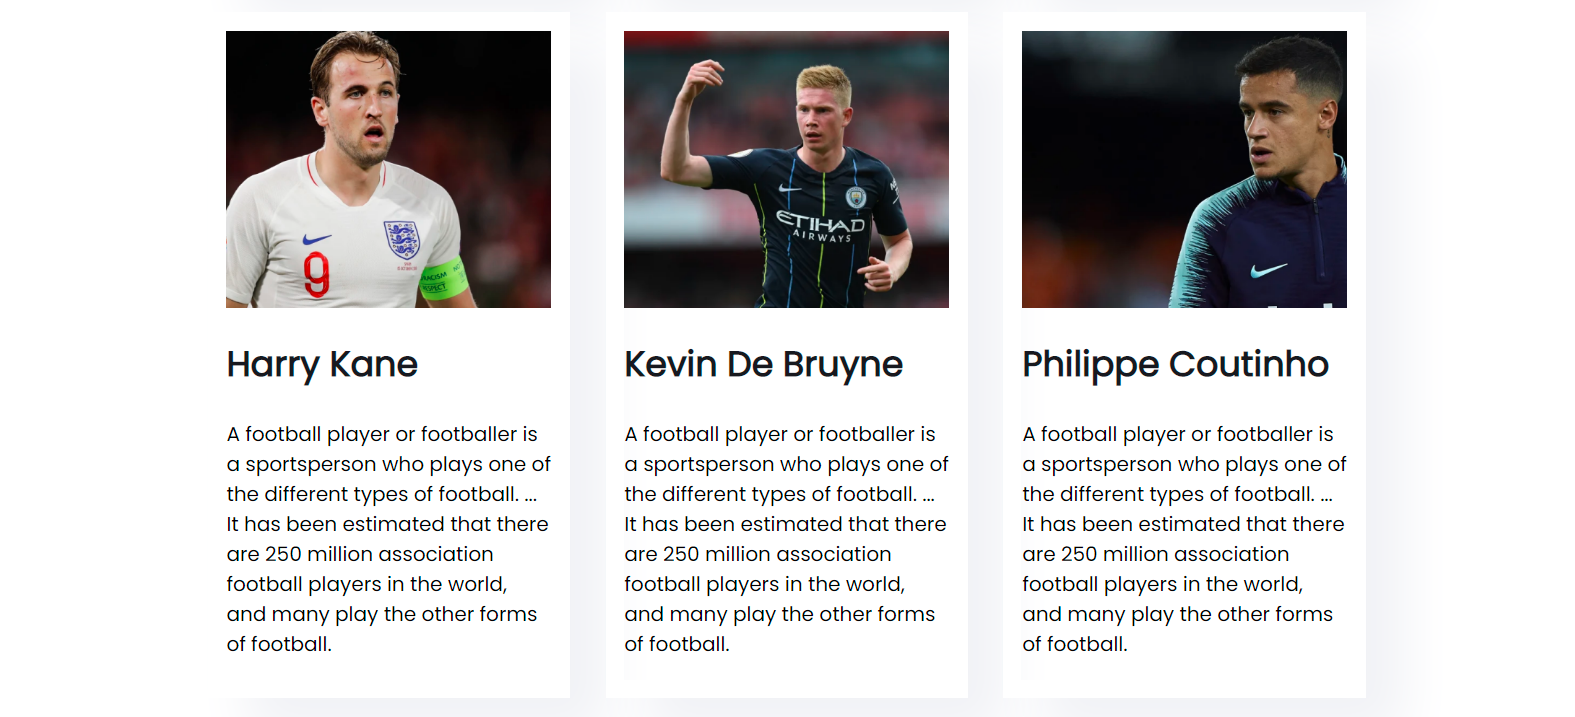 9
RACISM
RESPECT
ETIHAD
AIRWAYS
Harry Kane
A football player or footballer is
a sportsperson who plays one of
the different types of football. ...
It has been estimated that there
are 250 million association
football players in the world,
and many play the other forms
of football.
Kevin De Bruyne
A football player or footballer is
a sportsperson who plays one of
the different types of football. ...
It has been estimated that there
are 250 million association
football players in the world,
and many play the other forms
of football.
Philippe Coutinho
A football player or footballer is
a sportsperson who plays one of
the different types of football. ...
It has been estimated that there
are 250 million association
football players in the world,
and many play the other forms
of football.